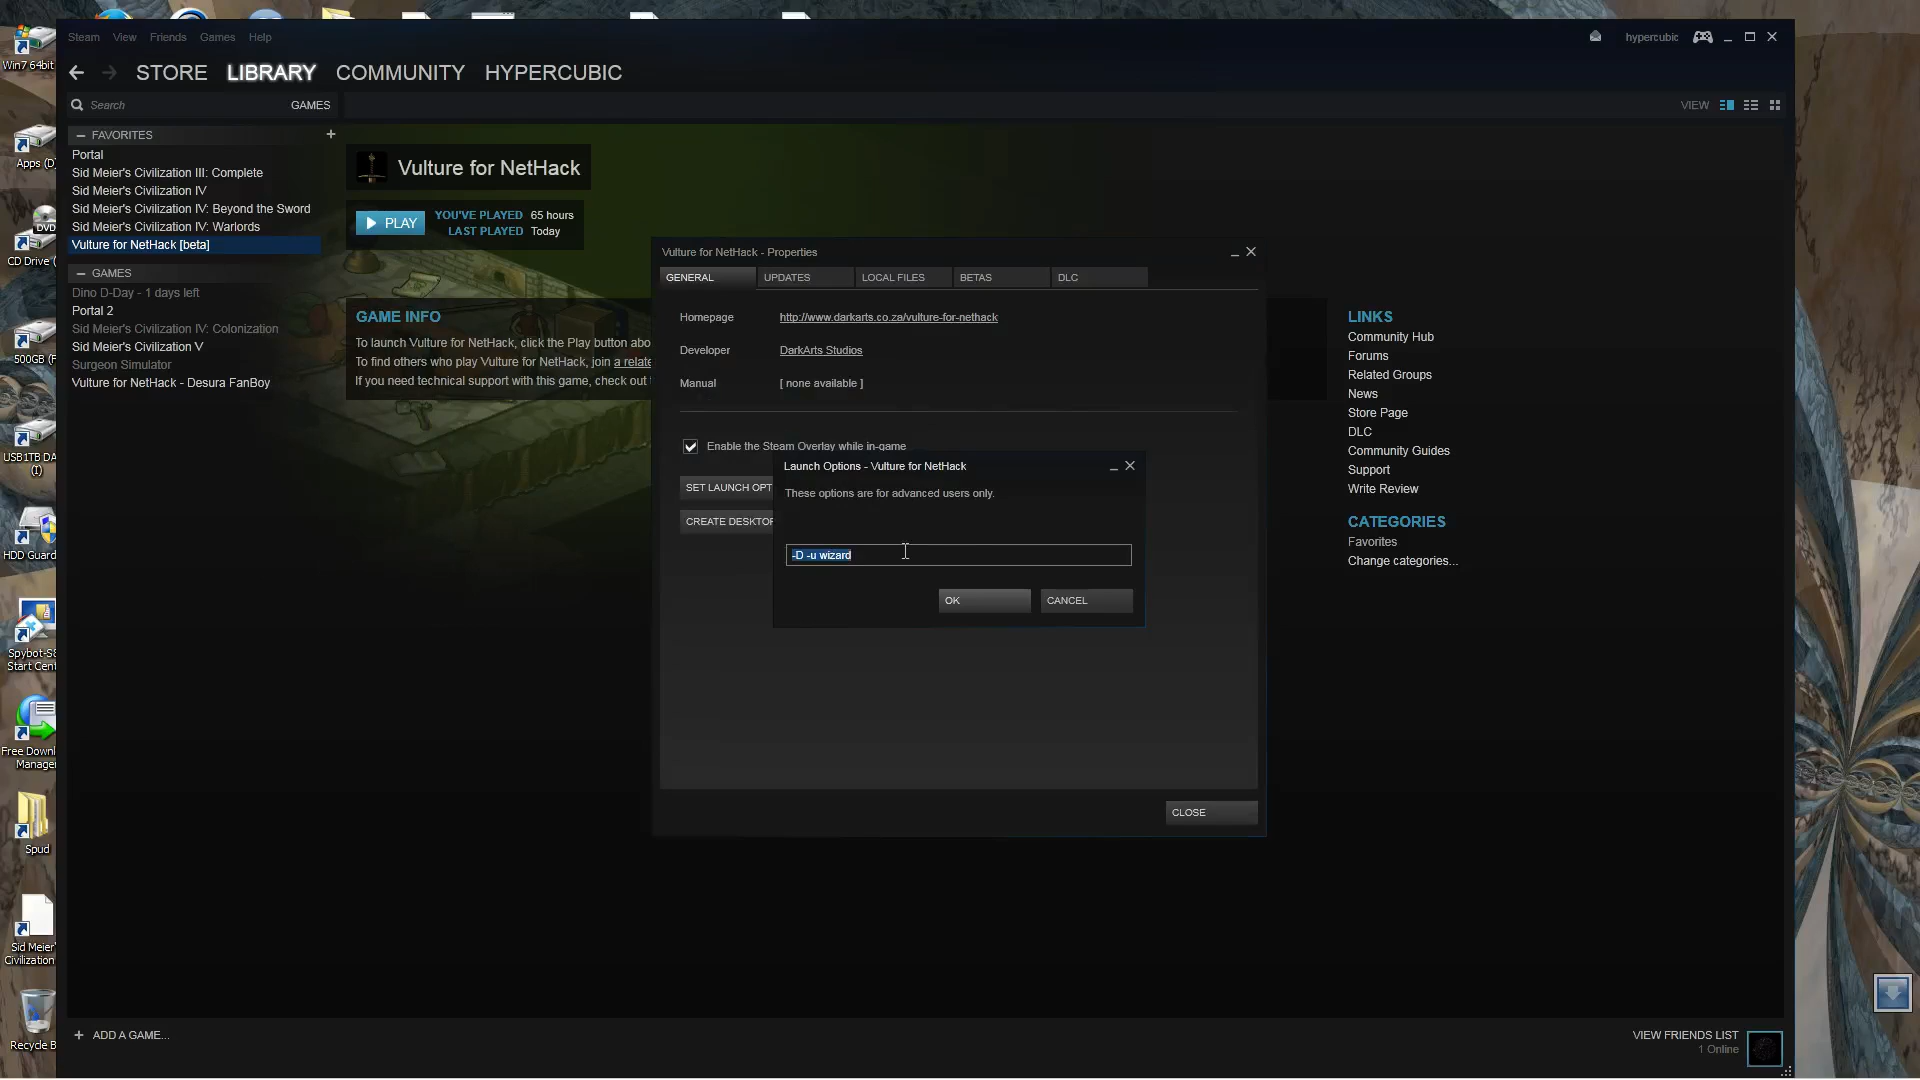 Steam View Friends Games Help
hypercubic
STORE LIBRARY COMMUNITY HYPERCUBIC
Search GAMES
VIEW
FAVORITES
Portal
Sid Meier's Civilization III: Complete
Sid Meier's Civilization IV
Sid Meier's Civilization IV: Beyond the Sword
Sid Meier's Civilization IV: Warlords
Vulture for NetHack [beta]
GAMES
Dino D-Day - 1 days left
Portal 2
Sid Meier's Civilization IV: Colonization
Sid Meier's Civilization V
Surgeon Simulator
Vulture for NetHack - Desura FanBoy
Vulture for NetHack
PLAY
YOU'VE PLAYED 65 hours
LAST PLAYED Today
GAME INFO
To launch Vulture for NetHack, click the Play button abo
To find others who play Vulture for NetHack, join a relate
If you need technical support with this game, check out
Vulture for NetHack - Properties
GENERAL UPDATES LOCAL FILES BETAS DLC
Homepage http://www.darkarts.co.za/vulture-for-nethack
Developer DarkArts Studios
Manual [ none available ]
Enable the Steam Overlay while in-game
SET LAUNCH OPT
CREATE DESKTOP
Launch Options - Vulture for NetHack
These options are for advanced users only.
-D -u wizard
OK CANCEL
CLOSE
LINKS
Community Hub
Forums
Related Groups
News
Store Page
DLC
Community Guides
Support
Write Review
CATEGORIES
Favorites
Change categories...
+ ADD A GAME...
VIEW FRIENDS LIST
1 Online
Win7 64bit
Apps (D
DVD
CD Drive (
500GB (F
USB1TB DA
(I)
HDD Guard
Spybot-S&
Start Cent
Free Downl
Manager
Spud
Sid Meier'
Civilization
Recycle B